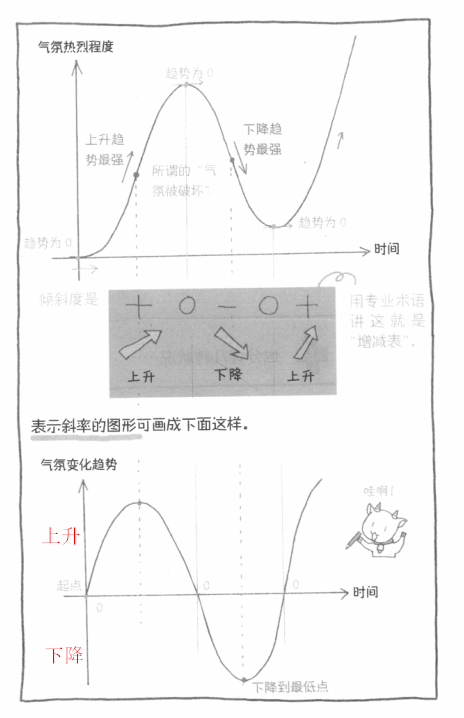 气氛热烈程度
趋势为0
上升趋
势最强
下降趋
势最强
所谓的“气
氛被破坏”
趋势为0
趋势为0
时间
倾斜度是
+ 0 − 0 +
上升
下降
上升
用专业术语
讲这就是
“增减表”。
表示斜率的图形可画成下面这样。
气氛变化趋势
哇啊!
上升
起点
0
0
0
时间
下降
下降到最低点